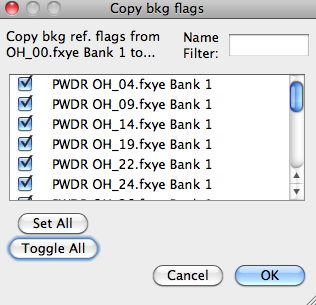 Copy bkg flags
Copy bkg ref. flags from
OH_00.fxye Bank 1 to...
Name
Filter:
PWDR OH_04.fxye Bank 1
PWDR OH_09.fxye Bank 1
PWDR OH_14.fxye Bank 1
PWDR OH_19.fxye Bank 1
PWDR OH_22.fxye Bank 1
PWDR OH_24.fxye Bank 1
Set All
Toggle All
Cancel
OK